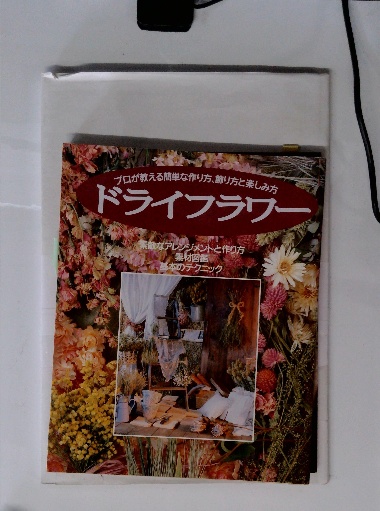 プロが教える簡単な作り方、飾り方と楽しみ方
ドライフラワー
素敵なアレンジメントと作り方
素材図鑑
基本のテクニック